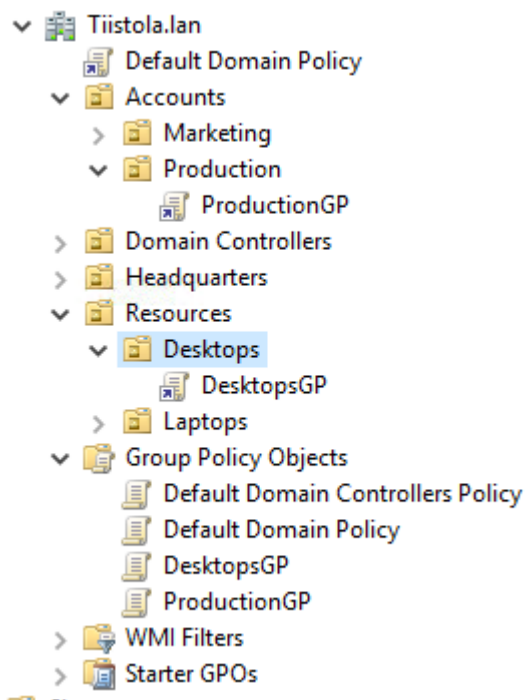 Tiistola.lan
Default Domain Policy
Accounts
Marketing
Production
ProductionGP
Domain Controllers
Headquarters
Resources
Desktops
DesktopsGP
Laptops
Group Policy Objects
Default Domain Controllers Policy
Default Domain Policy
DesktopsGP
ProductionGP
WMI Filters
Starter GPOs